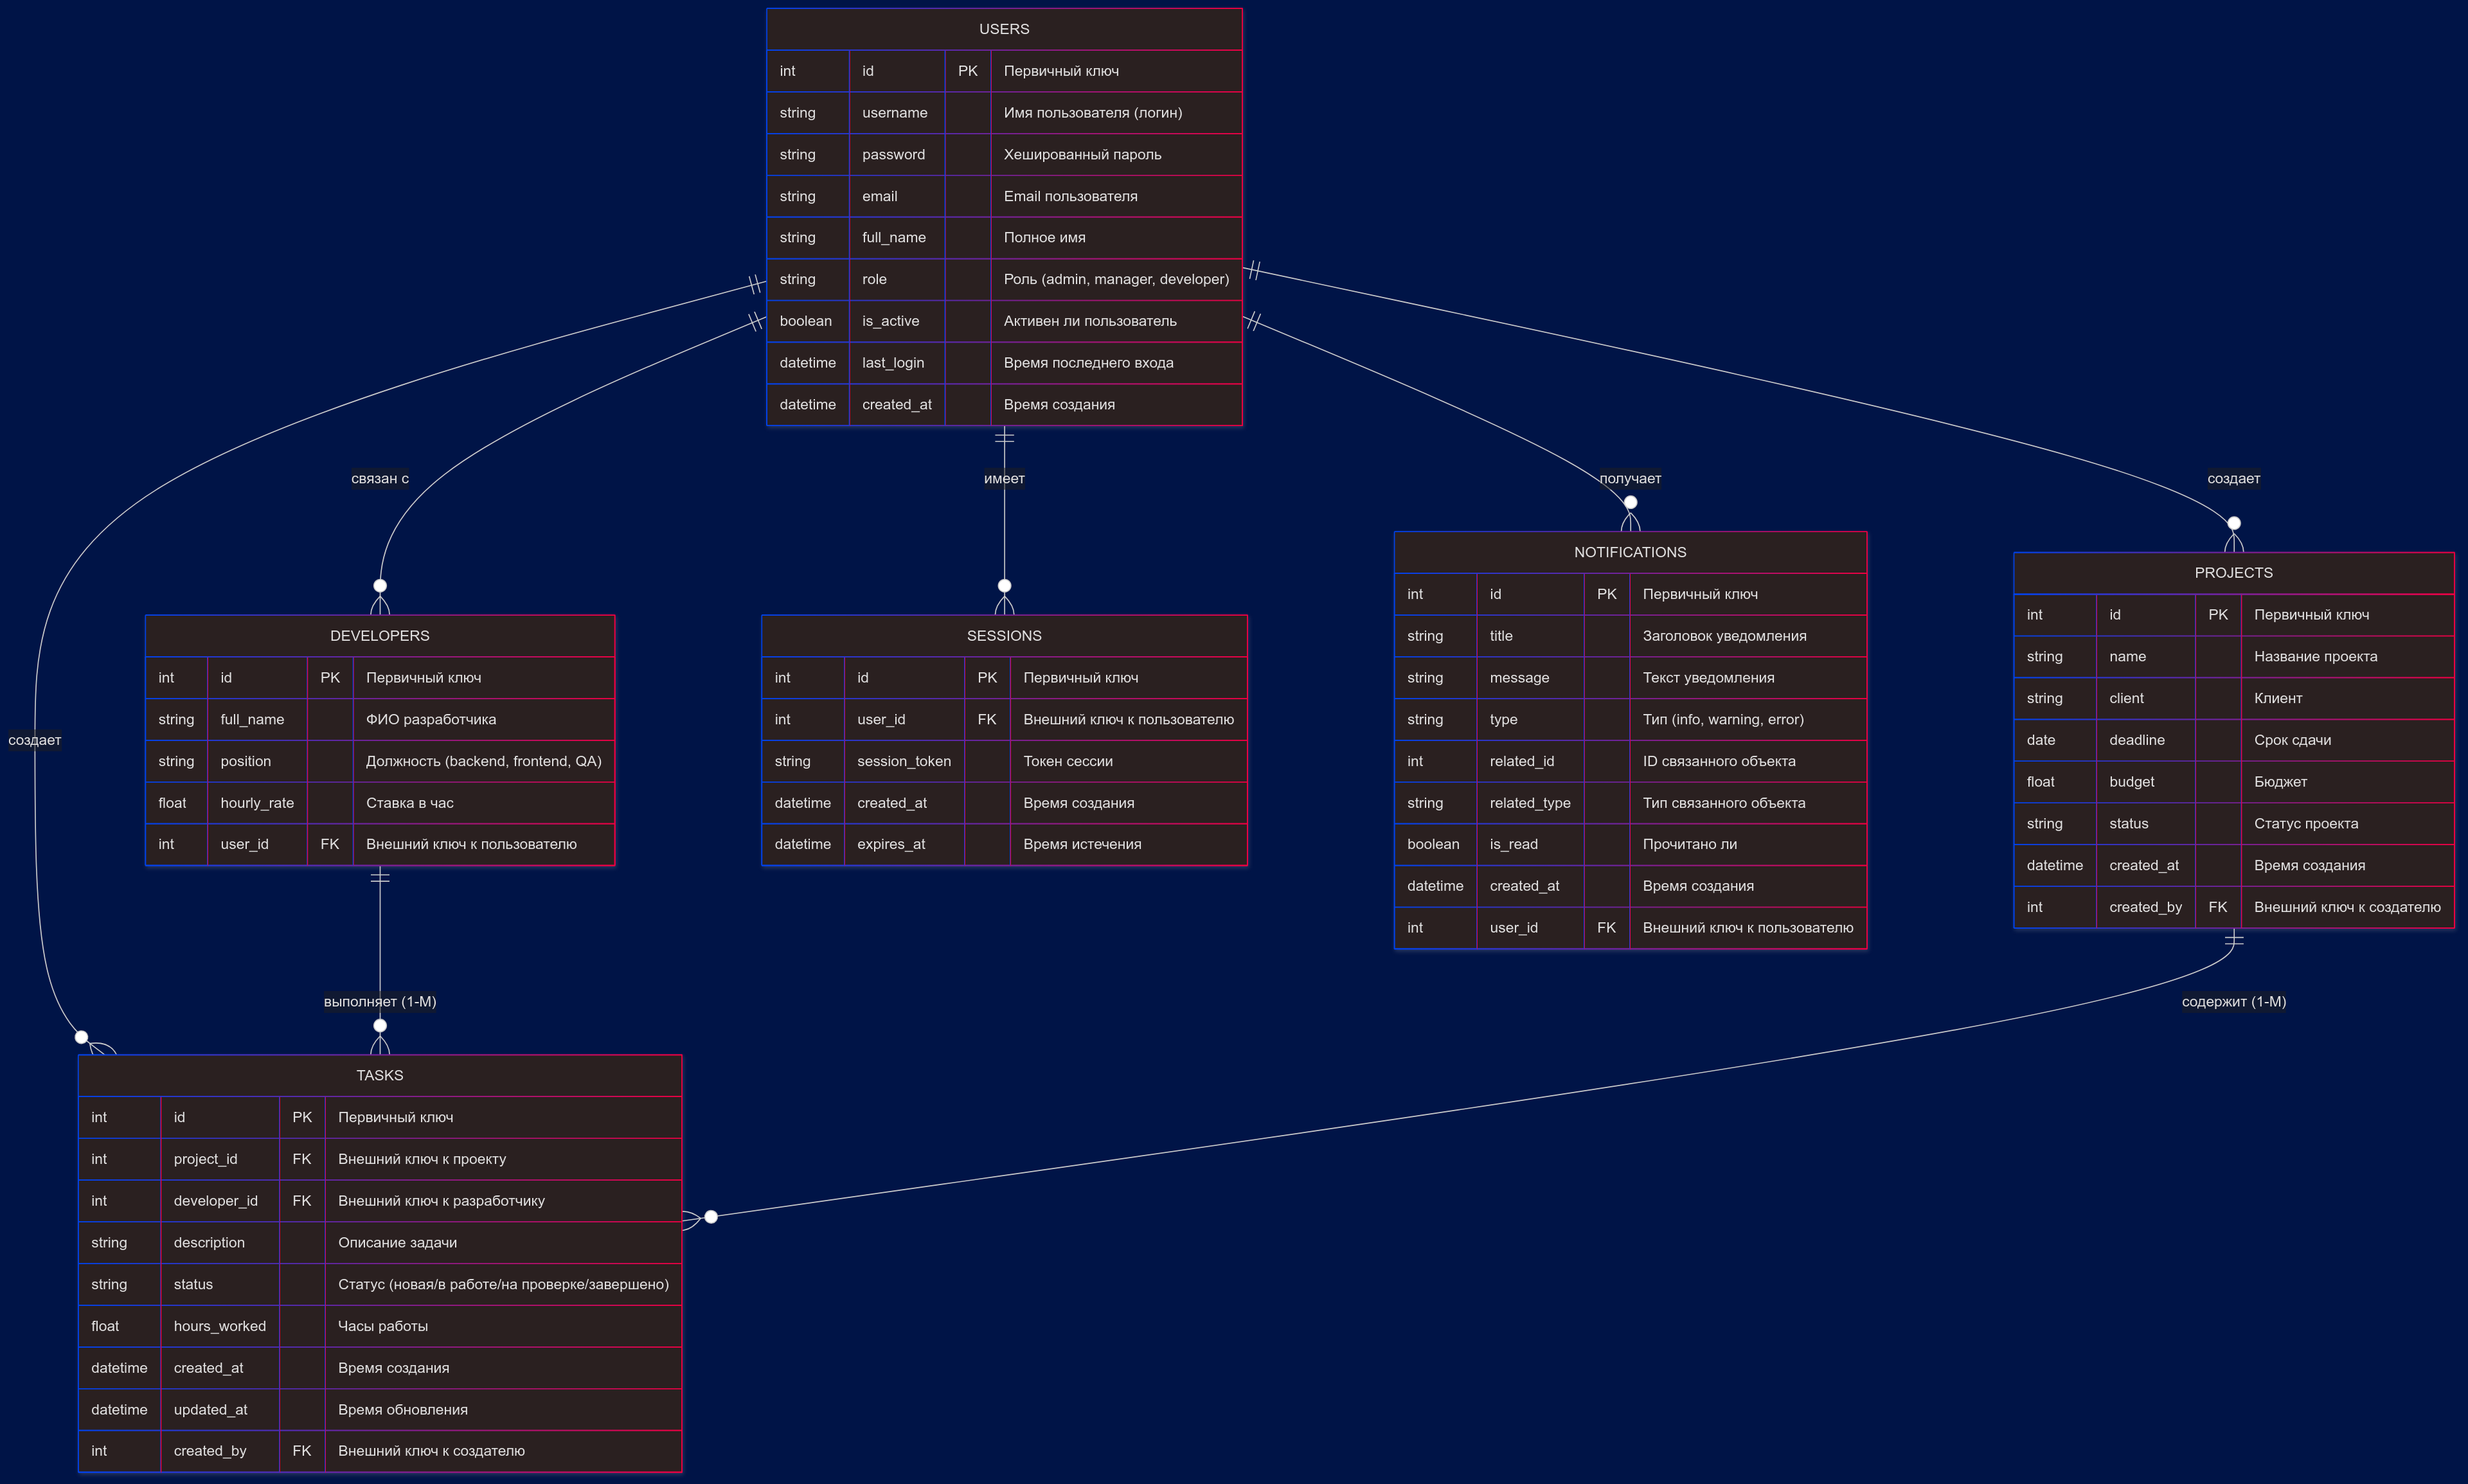 USERS
int id PK Первичный ключ
string username Имя пользователя (логин)
string password Хешированный пароль
string email Email пользователя
string full_name Полное имя
string role Роль (admin, manager, developer)
boolean is_active Активен ли пользователь
datetime last_login Время последнего входа
datetime created_at Время создания
связан с
имеет
получает
создает
DEVELOPERS
int id PK Первичный ключ
string full_name ФИО разработчика
string position Должность (backend, frontend, QA)
float hourly_rate Ставка в час
int user_id FK Внешний ключ к пользователю
SESSIONS
int id PK Первичный ключ
int user_id FK Внешний ключ к пользователю
string session_token Токен сессии
datetime created_at Время создания
datetime expires_at Время истечения
NOTIFICATIONS
int id PK Первичный ключ
string title Заголовок уведомления
string message Текст уведомления
string type Тип (info, warning, error)
int related_id ID связанного объекта
string related_type Тип связанного объекта
boolean is_read Прочитано ли
datetime created_at Время создания
int user_id FK Внешний ключ к пользователю
PROJECTS
int id PK Первичный ключ
string name Название проекта
string client Клиент
date deadline Срок сдачи
float budget Бюджет
string status Статус проекта
datetime created_at Время создания
int created_by FK Внешний ключ к создателю
создает
выполняет (1-М)
содержит (1-М)
TASKS
int id PK Первичный ключ
int project_id FK Внешний ключ к проекту
int developer_id FK Внешний ключ к разработчику
string description Описание задачи
string status Статус (новая/в работе/на проверке/завершено)
float hours_worked Часы работы
datetime created_at Время создания
datetime updated_at Время обновления
int created_by FK Внешний ключ к создателю